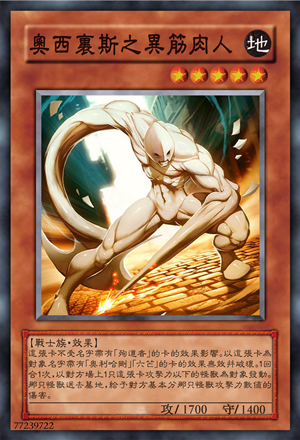 奧西裏斯之異筋肉人
地
【戰士族·效果】
這張卡不受名字帶有「殉道者」的卡的效果影響。以這張卡為
對象名字帶有「奧利哈剛」「六芒」的卡的效果無效并破壞。1回
合1次，以對方場上1只這張卡攻擊力以下的怪獸為對象發動。
那只怪獸送去墓地，給予對方基本分那只怪獸攻擊力數值的
傷害。
攻/1700 守/1400
77239722